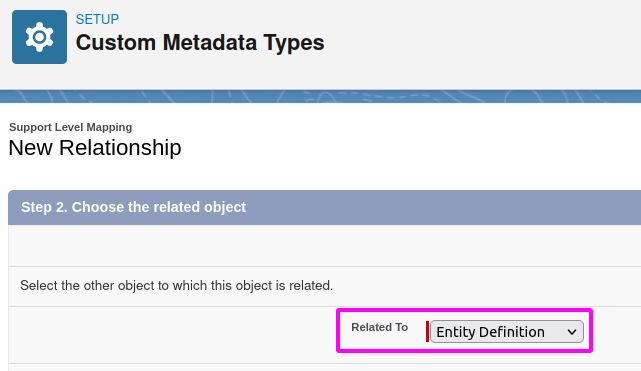 SETUP
Custom Metadata Types
Support Level Mapping
New Relationship
Step 2. Choose the related object
Select the other object to which this object is related.
Related To Entity Definition